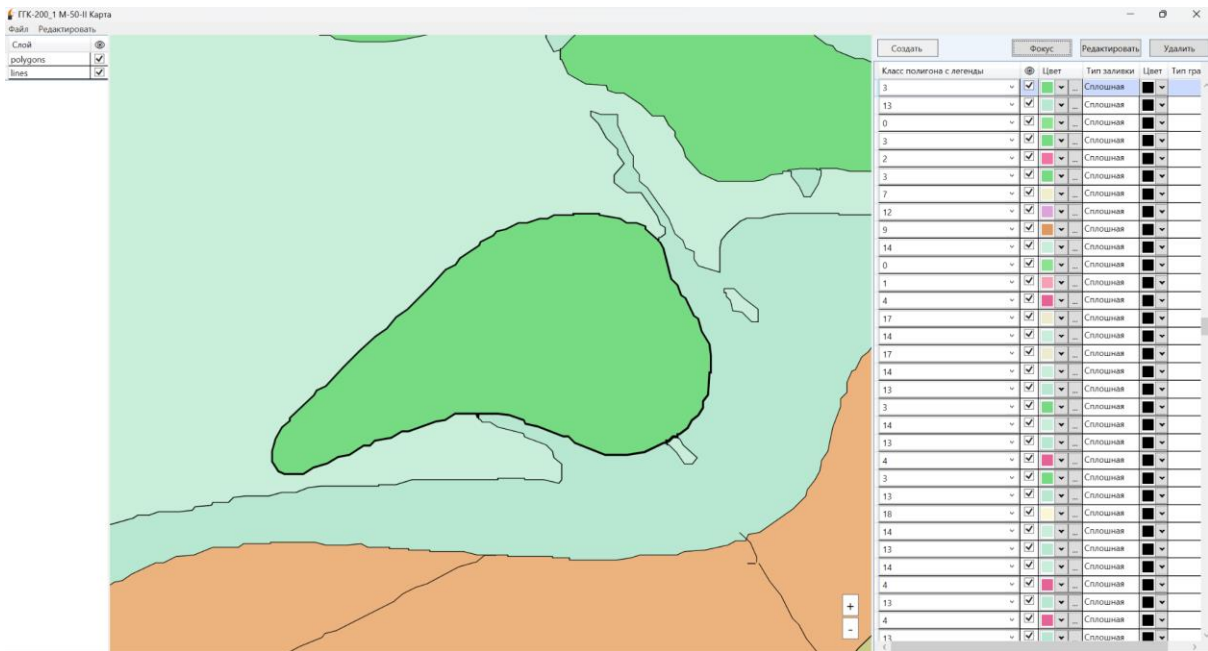 ГГК-200_1 M-50-II Карта
Файл Редактировать
Слой
polygons
lines
Создать Фокус Редактировать Удалить
Класс полигона с легенды Цвет Тип заливки Цвет Тип гра
3 ... Сплошная
13 ... Сплошная
0 ... Сплошная
3 ... Сплошная
2 ... Сплошная
3 ... Сплошная
7 ... Сплошная
12 ... Сплошная
9 ... Сплошная
14 ... Сплошная
0 ... Сплошная
1 ... Сплошная
4 ... Сплошная
17 ... Сплошная
14 ... Сплошная
17 ... Сплошная
14 ... Сплошная
13 ... Сплошная
3 ... Сплошная
14 ... Сплошная
13 ... Сплошная
4 ... Сплошная
3 ... Сплошная
13 ... Сплошная
18 ... Сплошная
14 ... Сплошная
13 ... Сплошная
14 ... Сплошная
4 ... Сплошная
13 ... Сплошная
4 ... Сплошная
13 ... Сплошная
+
-